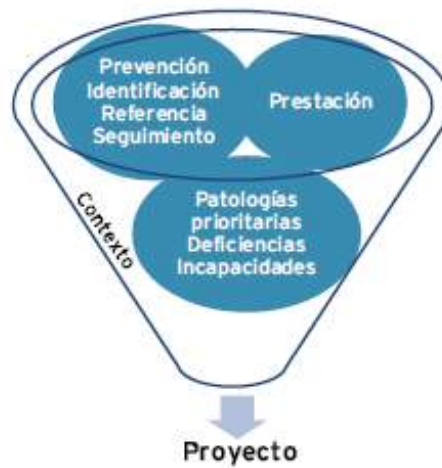 Prevención
Identificación
Referencia
Seguimiento
Prestación
Patologías
prioritarias
Deficiencias
Incapacidades
Contexto
Proyecto